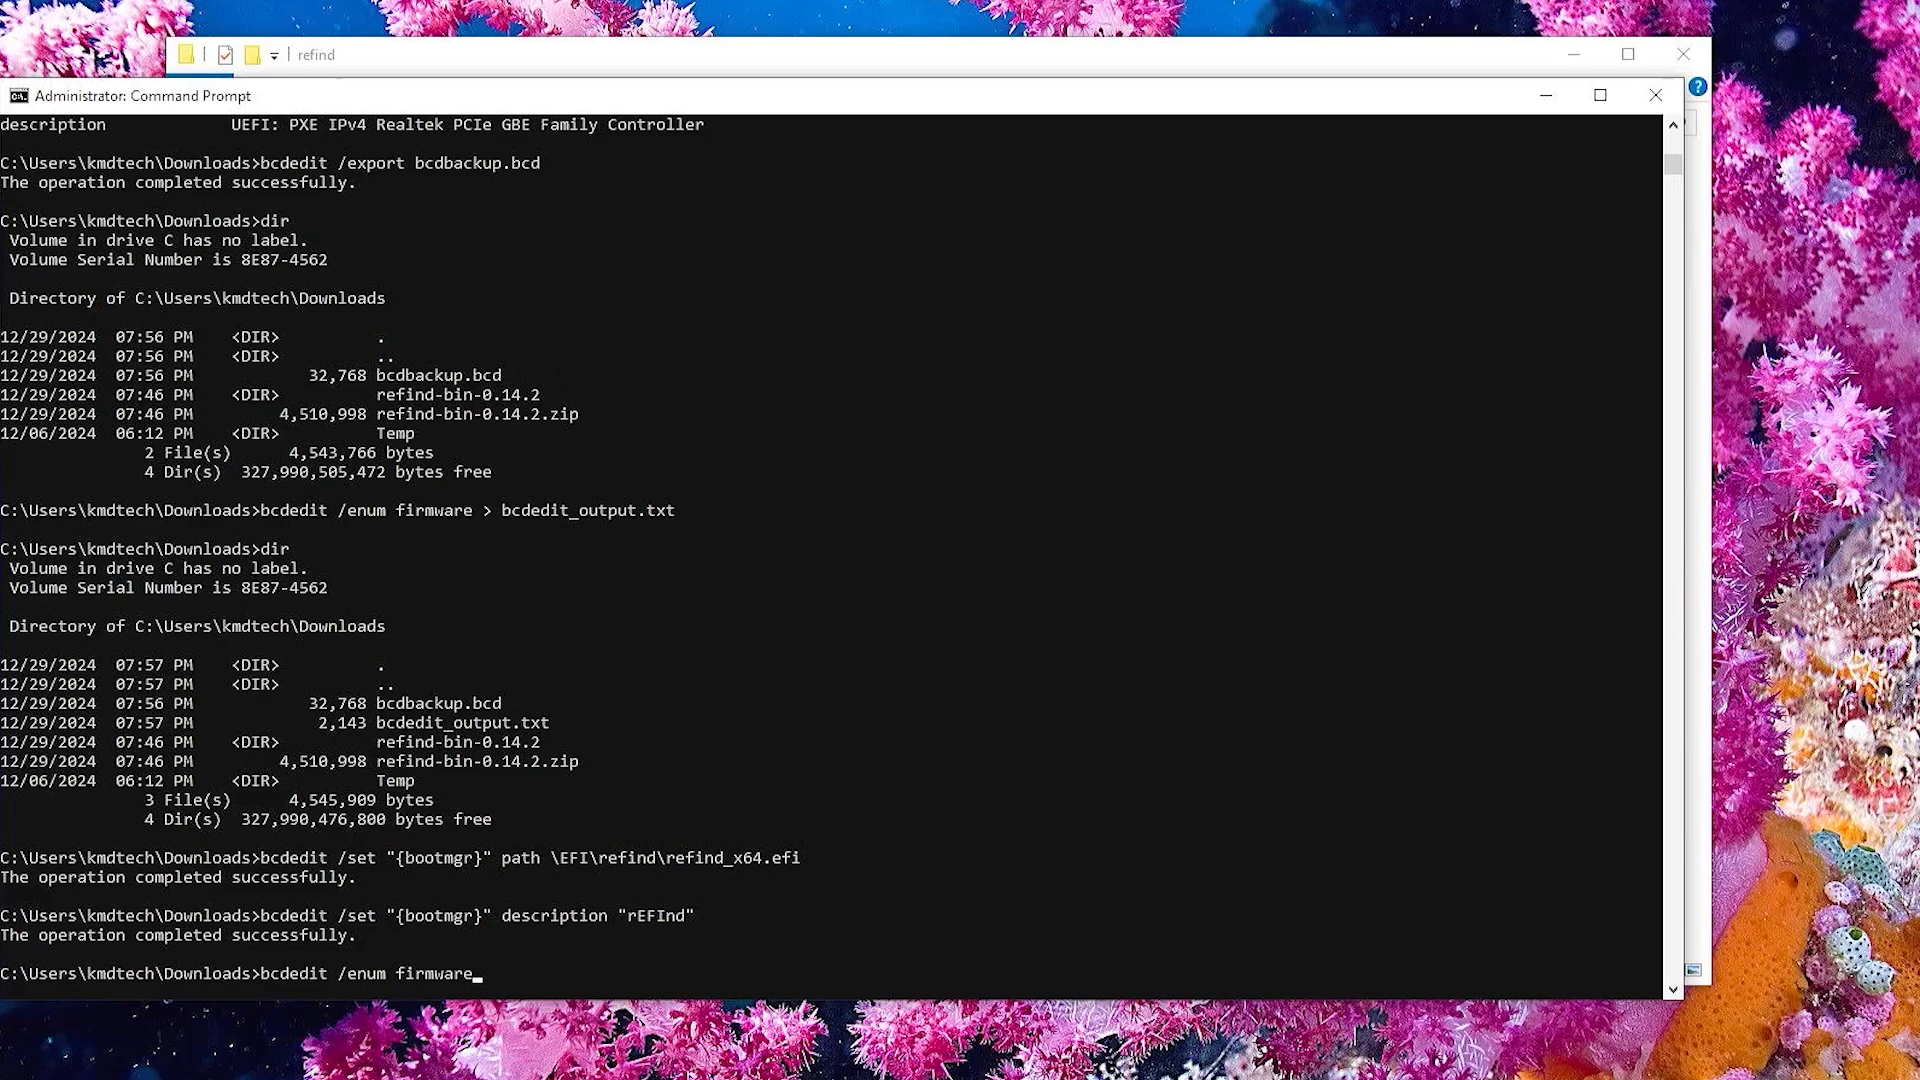 refind
Administrator: Command Prompt
description             UEFI: PXE IPv4 Realtek PCIe GBE Family Controller
C:\Users\kmdtech\Downloads>bcdedit /export bcdbackup.bcd
The operation completed successfully.
C:\Users\kmdtech\Downloads>dir
 Volume in drive C has no label.
 Volume Serial Number is 8E87-4562
 Directory of C:\Users\kmdtech\Downloads
12/29/2024  07:56 PM    <DIR>          .
12/29/2024  07:56 PM    <DIR>          ..
12/29/2024  07:56 PM            32,768 bcdbackup.bcd
12/29/2024  07:46 PM    <DIR>          refind-bin-0.14.2
12/29/2024  07:46 PM         4,510,998 refind-bin-0.14.2.zip
12/06/2024  06:12 PM    <DIR>          Temp
               2 File(s)      4,543,766 bytes
               4 Dir(s)  327,990,505,472 bytes free
C:\Users\kmdtech\Downloads>bcdedit /enum firmware > bcdedit_output.txt
C:\Users\kmdtech\Downloads>dir
 Volume in drive C has no label.
 Volume Serial Number is 8E87-4562
 Directory of C:\Users\kmdtech\Downloads
12/29/2024  07:57 PM    <DIR>          .
12/29/2024  07:57 PM    <DIR>          ..
12/29/2024  07:56 PM            32,768 bcdbackup.bcd
12/29/2024  07:57 PM             2,143 bcdedit_output.txt
12/29/2024  07:46 PM    <DIR>          refind-bin-0.14.2
12/29/2024  07:46 PM         4,510,998 refind-bin-0.14.2.zip
12/06/2024  06:12 PM    <DIR>          Temp
               3 File(s)      4,545,909 bytes
               4 Dir(s)  327,990,476,800 bytes free
C:\Users\kmdtech\Downloads>bcdedit /set "{bootmgr}" path \EFI\refind\refind_x64.efi
The operation completed successfully.
C:\Users\kmdtech\Downloads>bcdedit /set "{bootmgr}" description "rEFInd"
The operation completed successfully.
C:\Users\kmdtech\Downloads>bcdedit /enum firmware_